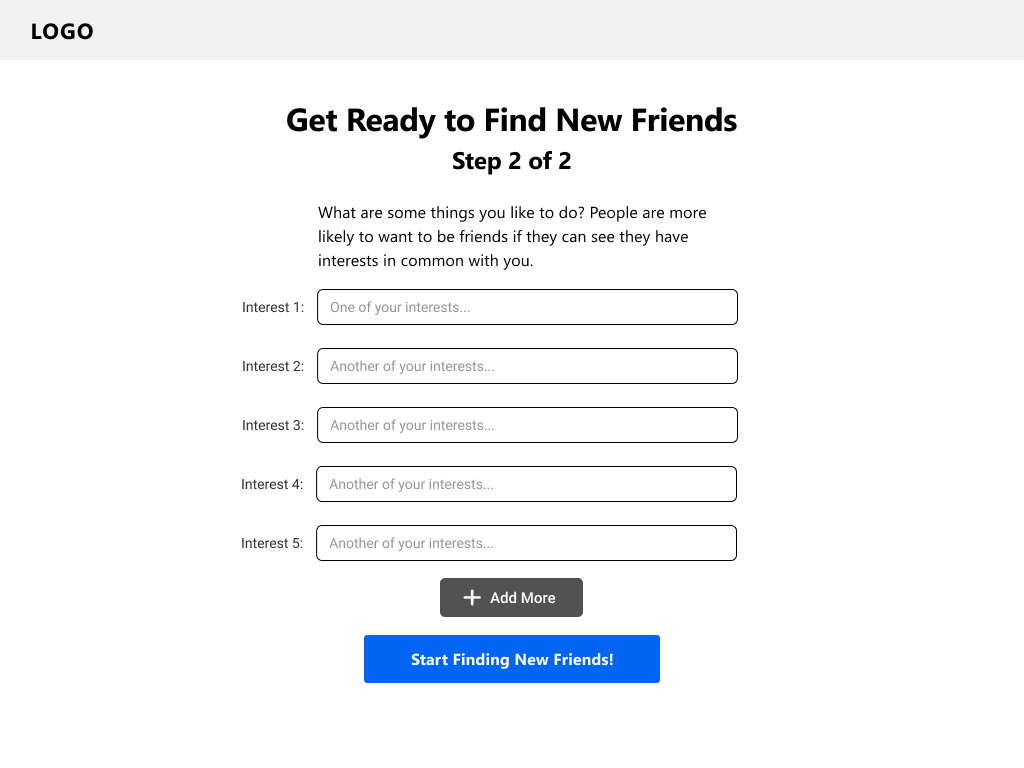 LOGO
Get Ready to Find New Friends
Step 2 of 2
What are some things you like to do? People are more
likely to want to be friends if they can see they have
interests in common with you.
Interest 1: One of your interests...
Interest 2: Another of your interests...
Interest 3: Another of your interests...
Interest 4: Another of your interests...
Interest 5: Another of your interests...
Add More
Start Finding New Friends!